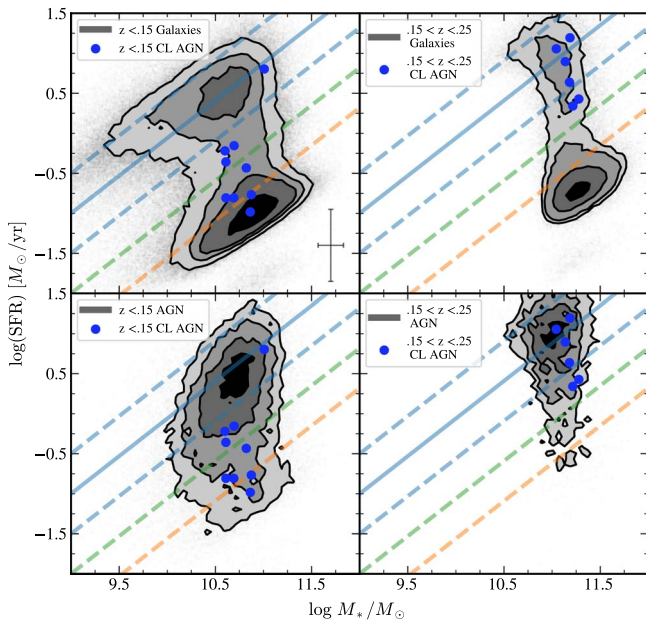 1.5
z <.15 Galaxies
z <.15 CL AGN
.15 < z <.25
Galaxies
.15 < z <.25
CL AGN
0.5
−0.5
−1.5
log(SFR) [M⊙/yr]
1.5
z <.15 AGN
z <.15 CL AGN
.15 < z <.25
AGN
.15 < z <.25
CL AGN
0.5
−0.5
−1.5
9.5 10.5 11.5 9.5 10.5 11.5
log M*/M⊙